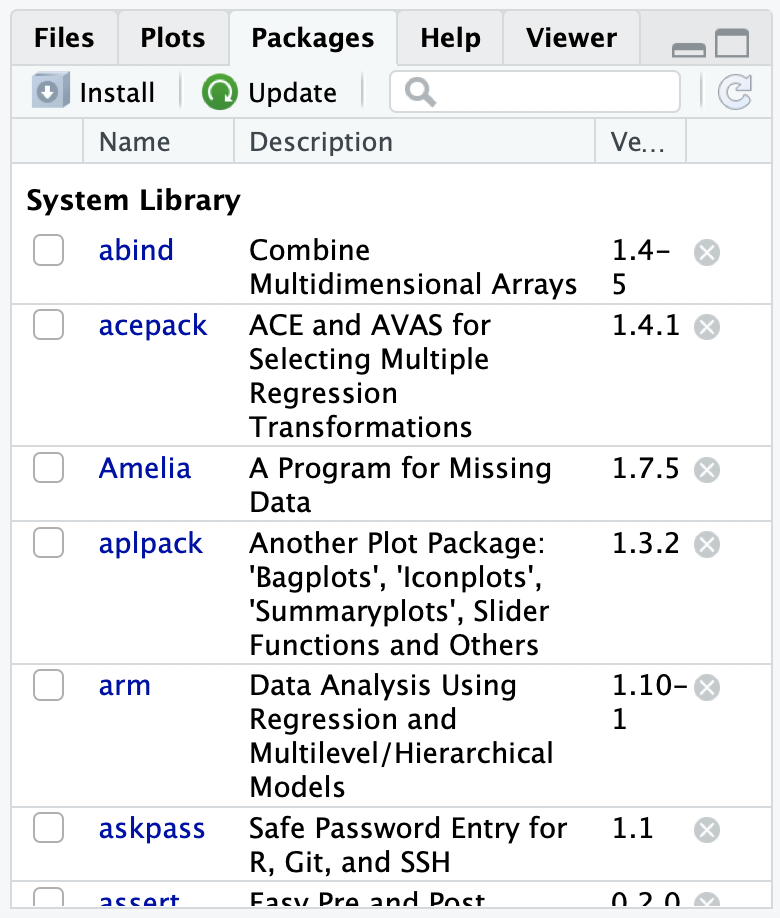 Files Plots Packages Help Viewer
Install Update
Name Description Ve...
System Library
abind Combine 1.4-
Multidimensional Arrays 5
acepack ACE and AVAS for 1.4.1
Selecting Multiple
Regression
Transformations
Amelia A Program for Missing 1.7.5
Data
aplpack Another Plot Package: 1.3.2
'Bagplots', 'Iconplots',
'Summaryplots', Slider
Functions and Others
arm Data Analysis Using 1.10-
Regression and 1
Multilevel/Hierarchical
Models
askpass Safe Password Entry for 1.1
R, Git, and SSH
assert Easy Pre and Post 0.2.0